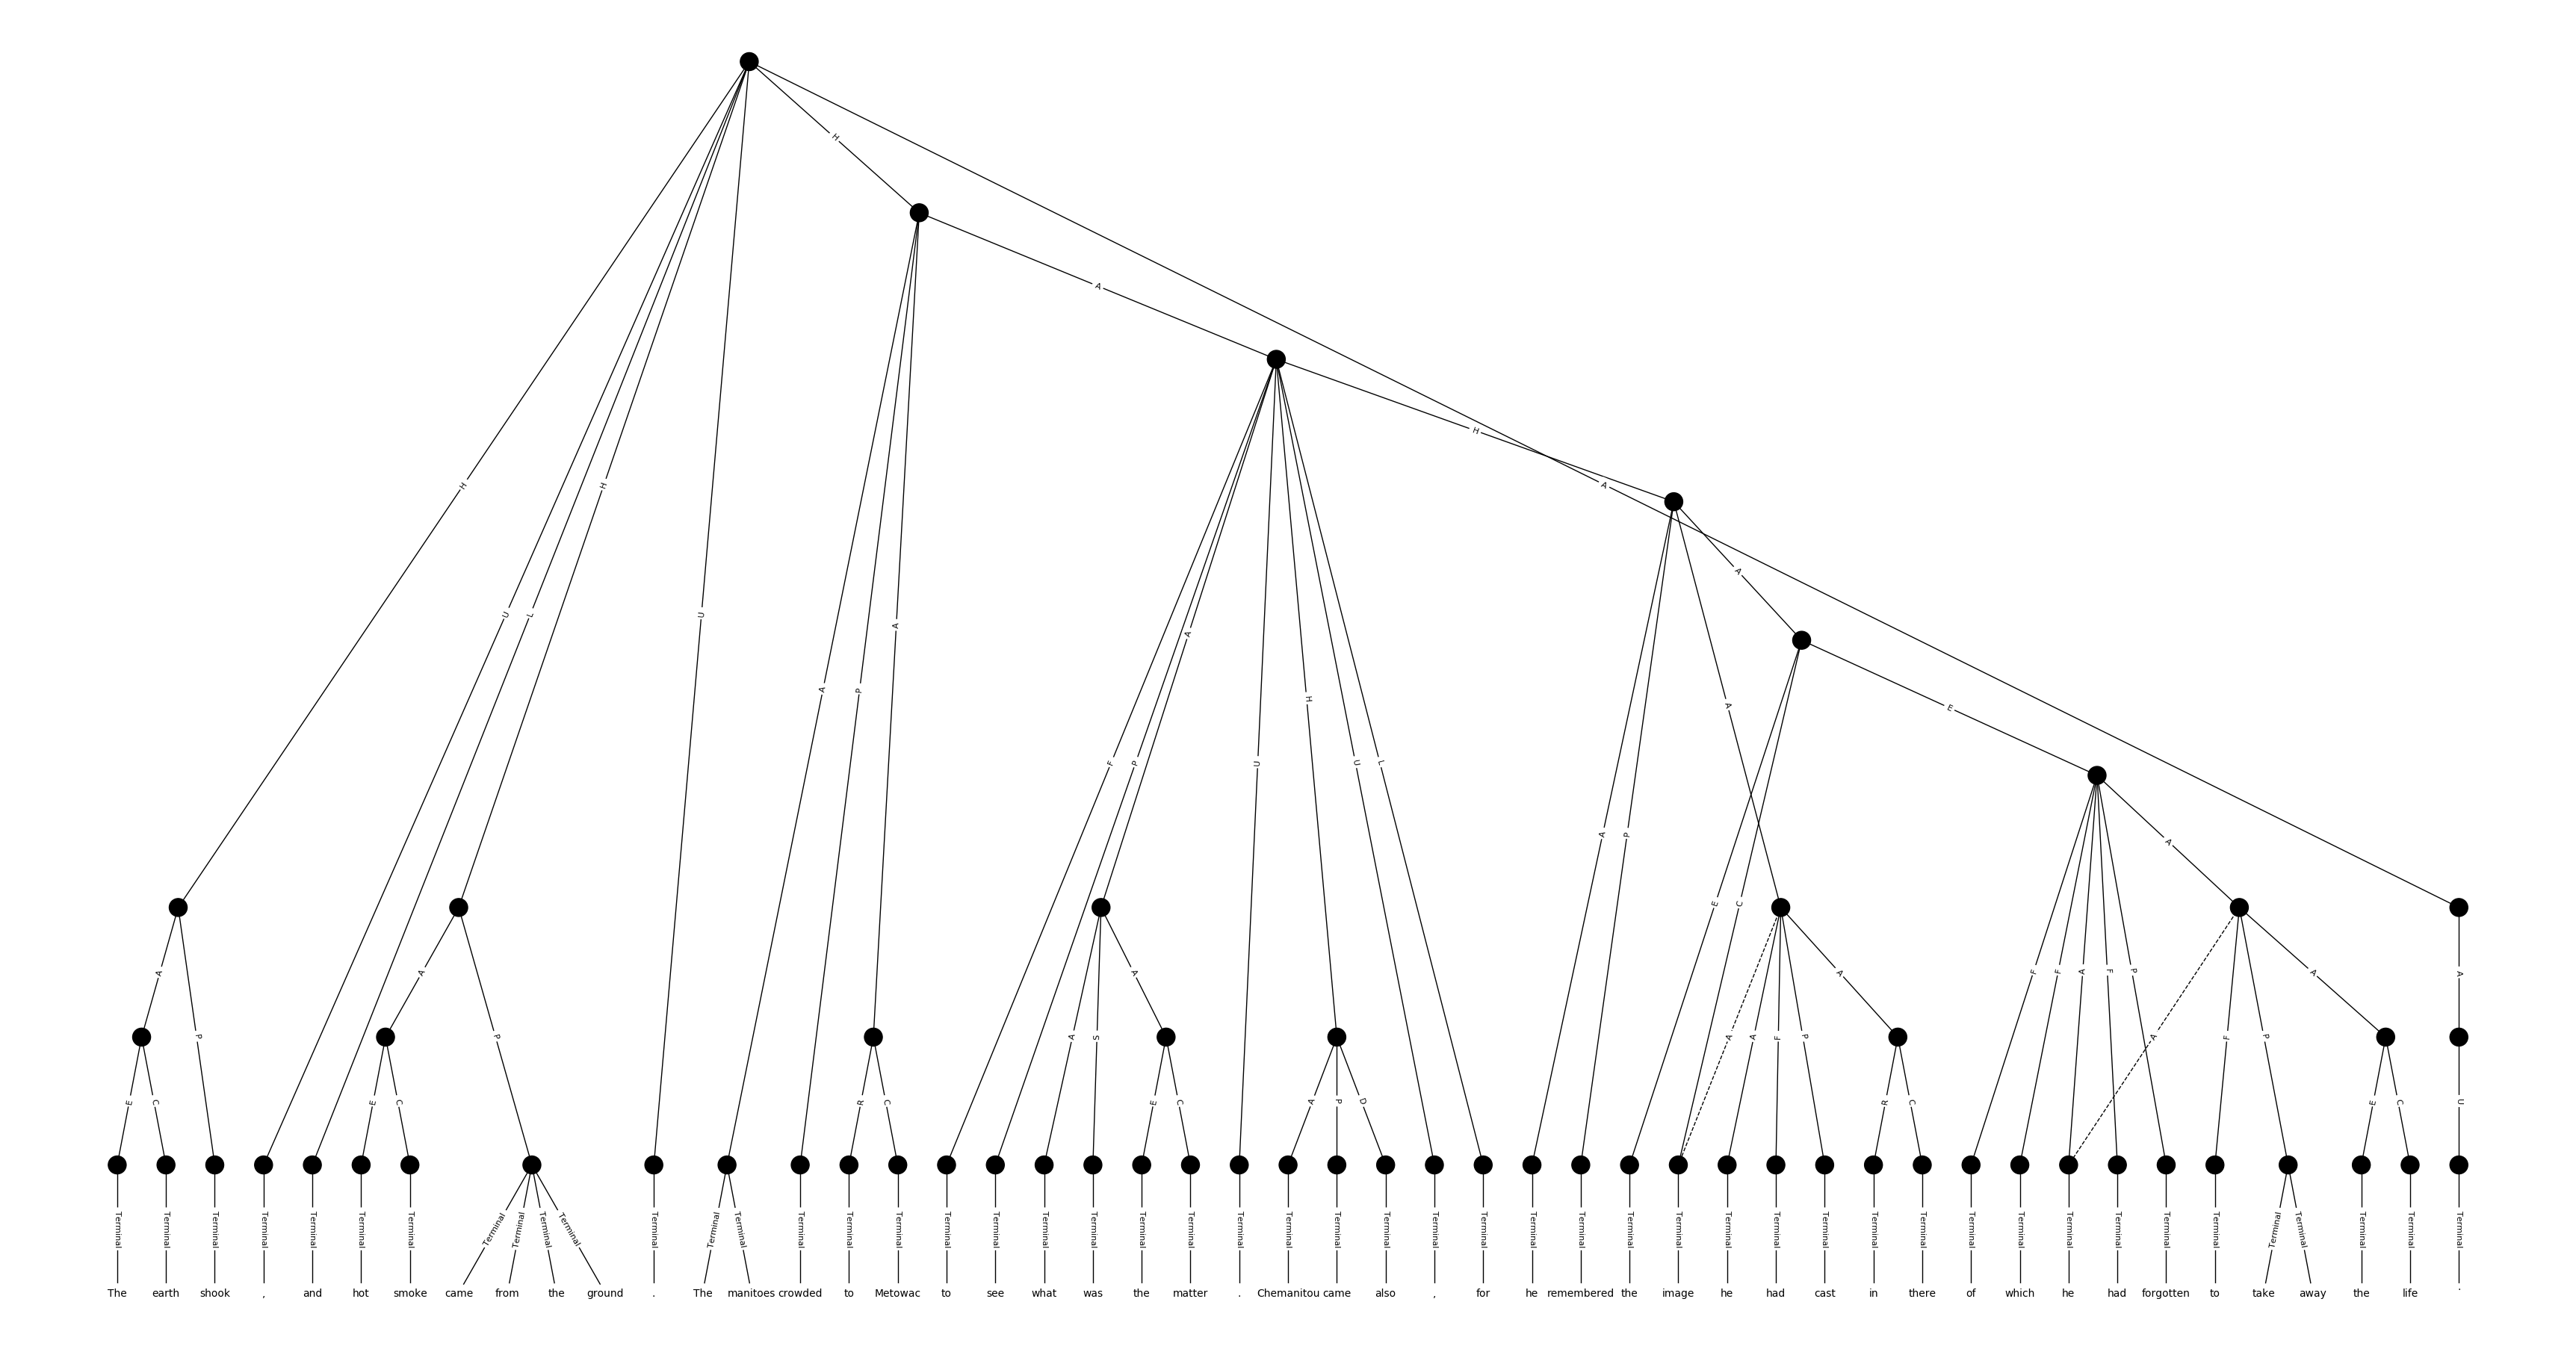 H
A
H
A
H H
A
A
U L U A
A P A
H
A
E
F P U H U L
A P
A
E C
A A A A A
P P A S A A F P F F A F P A F P
E C E C R C E C A P D R C E C U
Terminal Terminal Terminal Terminal Terminal Terminal Terminal Terminal Terminal Terminal Terminal Terminal Terminal Terminal Terminal Terminal Terminal Terminal Terminal Terminal Terminal Terminal Terminal Terminal Terminal Terminal Terminal Terminal Terminal Terminal Terminal Terminal Terminal Terminal Terminal Terminal Terminal Terminal Terminal Terminal Terminal Terminal Terminal Terminal Terminal Terminal Terminal Terminal Terminal
The earth shook , and hot smoke came from the ground . The manitoes crowded to Metowac to see what was the matter . Chemanitou came also , for he remembered the image he had cast in there of which he had forgotten to take away the life .